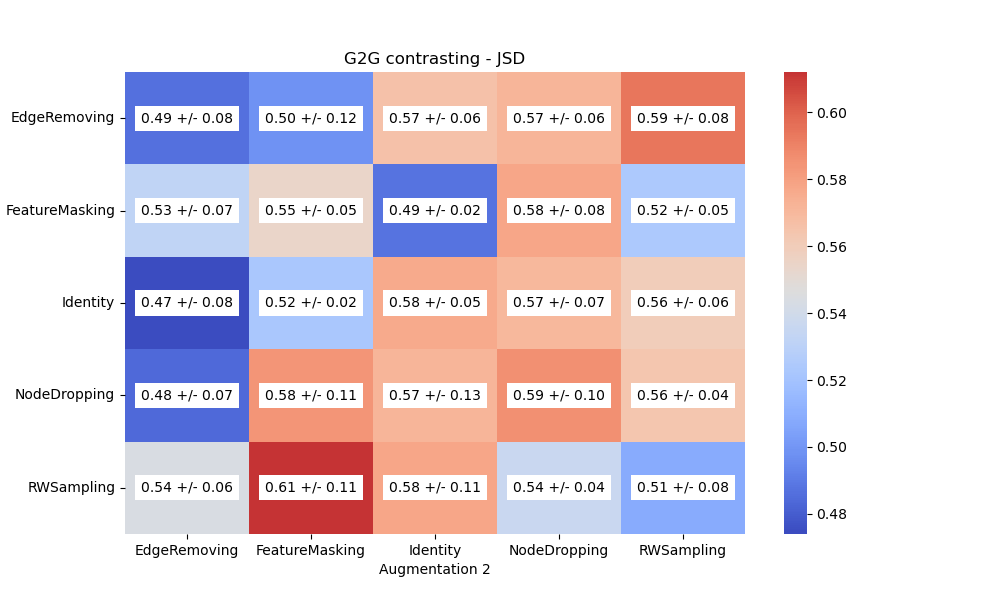 G2G contrasting - JSD
EdgeRemoving 0.49 +/- 0.08 0.50 +/- 0.12 0.57 +/- 0.06 0.57 +/- 0.06 0.59 +/- 0.08
FeatureMasking 0.53 +/- 0.07 0.55 +/- 0.05 0.49 +/- 0.02 0.58 +/- 0.08 0.52 +/- 0.05
Identity 0.47 +/- 0.08 0.52 +/- 0.02 0.58 +/- 0.05 0.57 +/- 0.07 0.56 +/- 0.06
NodeDropping 0.48 +/- 0.07 0.58 +/- 0.11 0.57 +/- 0.13 0.59 +/- 0.10 0.56 +/- 0.04
RWSampling 0.54 +/- 0.06 0.61 +/- 0.11 0.58 +/- 0.11 0.54 +/- 0.04 0.51 +/- 0.08
EdgeRemoving FeatureMasking Identity NodeDropping RWSampling
Augmentation 2
0.60
0.58
0.56
0.54
0.52
0.50
0.48